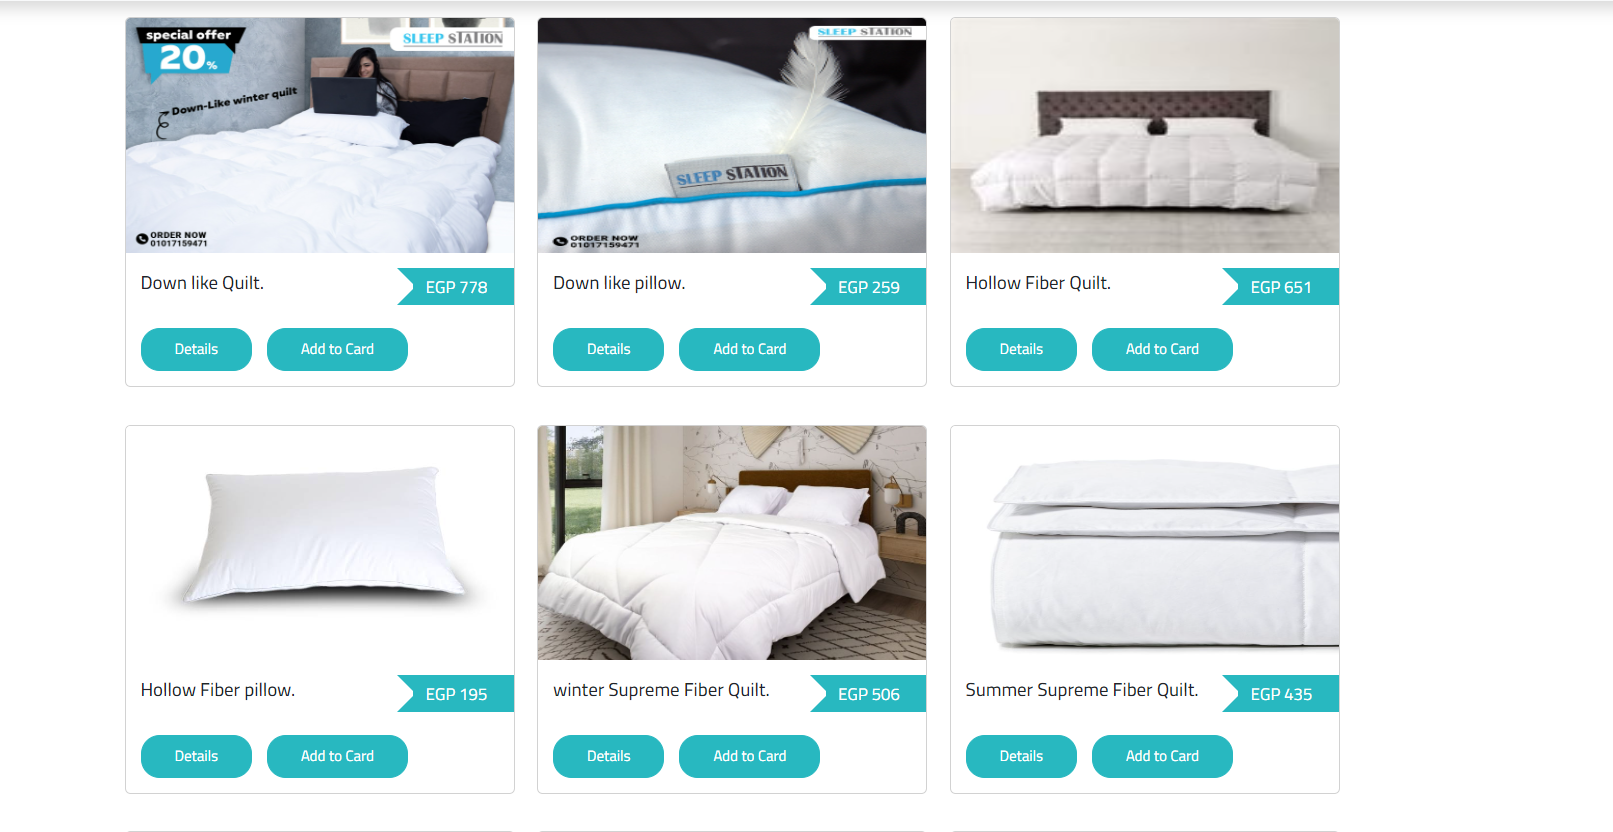 special offer
20%
SLEEP STATION
Down-Like winter quilt
ORDER NOW
01017159471
Down like Quilt.
EGP 778
Details
Add to Card
SLEEP STATION
SLEEP STATION
ORDER NOW
01017159471
Down like pillow.
EGP 259
Details
Add to Card
Hollow Fiber Quilt.
EGP 651
Details
Add to Card
Hollow Fiber pillow.
EGP 195
Details
Add to Card
winter Supreme Fiber Quilt.
EGP 506
Details
Add to Card
Summer Supreme Fiber Quilt.
EGP 435
Details
Add to Card